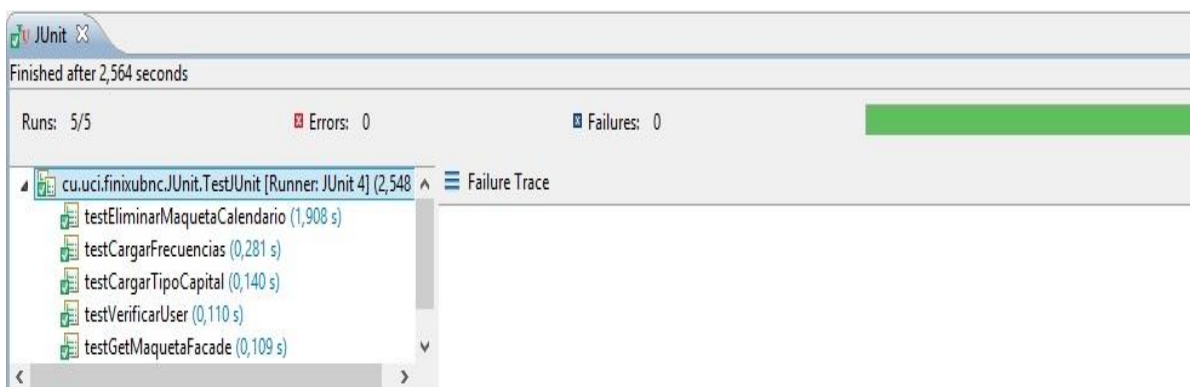 JUnit
Finished after 2,564 seconds
Runs: 5/5 Errors: 0 Failures: 0
cu.uci.finixubnc.JUnit.TestJUnit [Runner: JUnit 4] (2,548
Failure Trace
testEliminarMaquetaCalendario (1,908 s)
testCargarFrecuencias (0,281 s)
testCargarTipoCapital (0,140 s)
testVerificarUser (0,110 s)
testGetMaquetaFacade (0,109 s)